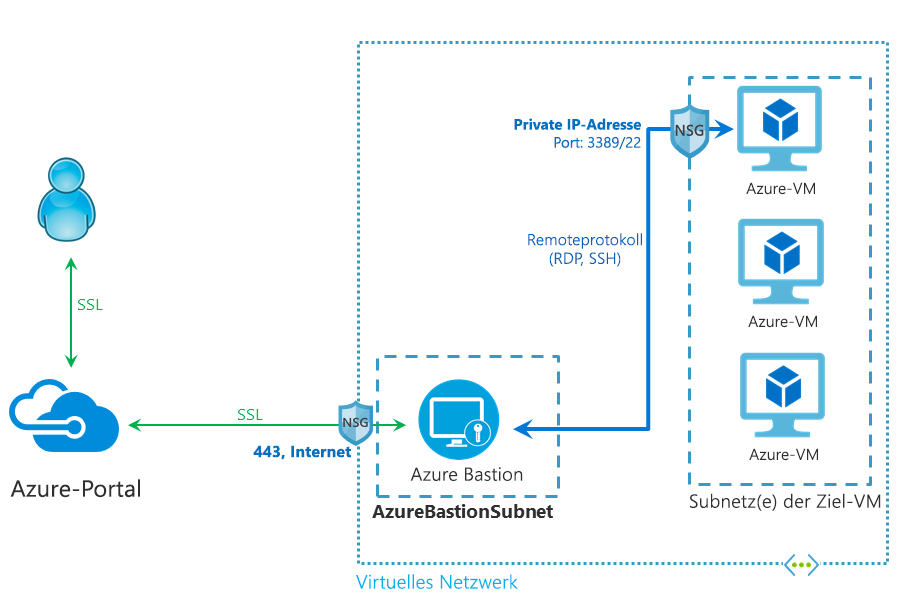 Private IP-Adresse
Port: 3389/22
NSG
Azure-VM
Remoteprotokoll
(RDP, SSH)
Azure-VM
SSL
SSL
NSG
443, Internet
Azure-Portal
Azure Bastion
AzureBastionSubnet
Azure-VM
Subnetz(e) der Ziel-VM
Virtuelles Netzwerk